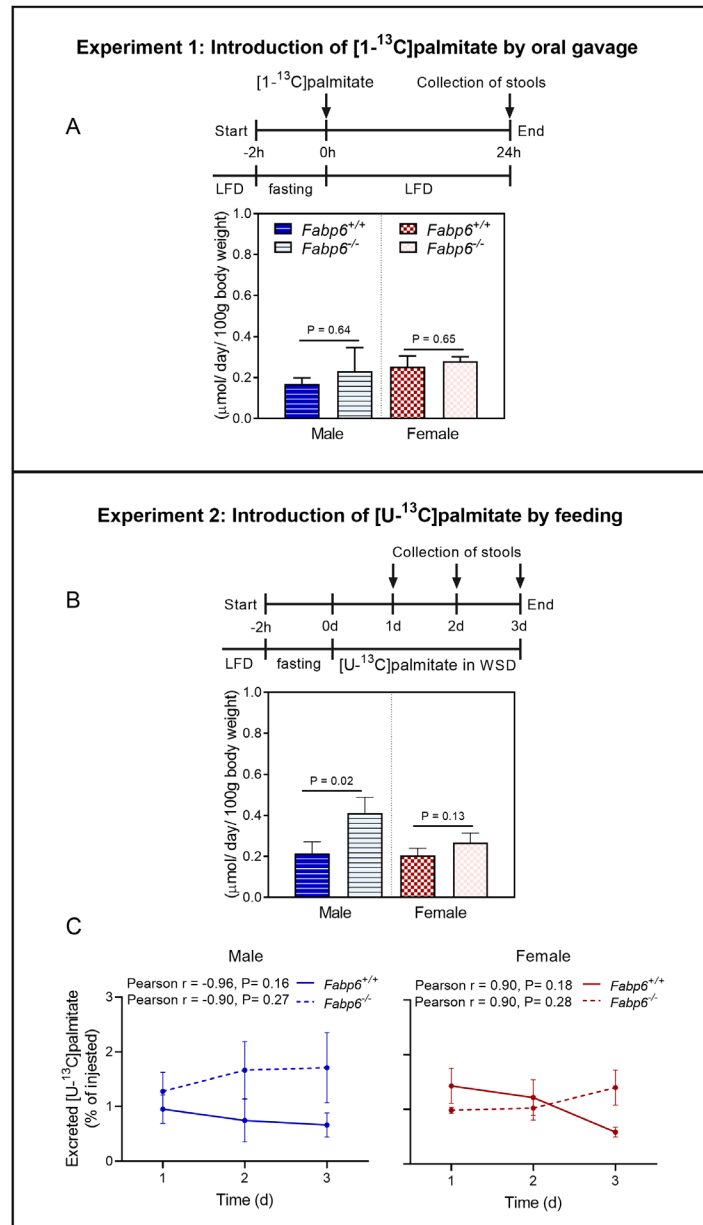 Experiment 1: Introduction of [1-¹³C]palmitate by oral gavage
[1-¹³C]palmitate
Collection of stools
A
Start
End
-2h
0h
24h
LFD
fasting
LFD
(µmol/ day/ 100g body weight)
1.0
0.8
0.6
0.4
0.2
0.0
Fabp6+/+
Fabp6-/-
Fabp6+/+
Fabp6-/-
P = 0.64
P = 0.65
Male
Female
Experiment 2: Introduction of [U-¹³C]palmitate by feeding
Collection of stools
B
Start
End
-2h
0d
1d
2d
3d
LFD
fasting
[U-¹³C]palmitate in WSD
(µmol/ day/ 100g body weight)
1.0
0.8
0.6
0.4
0.2
0.0
P = 0.02
P = 0.13
Male
Female
C
Male
Pearson r = -0.96, P= 0.16
Fabp6+/+
Pearson r = -0.90, P= 0.27
Fabp6-/-
Excreted [U-¹³C]palmitate
(% of injested)
3
2
1
0
1
2
3
Time (d)
Female
Pearson r = 0.90, P= 0.18
Fabp6+/+
Pearson r = 0.90, P= 0.28
Fabp6-/-
1
2
3
Time (d)